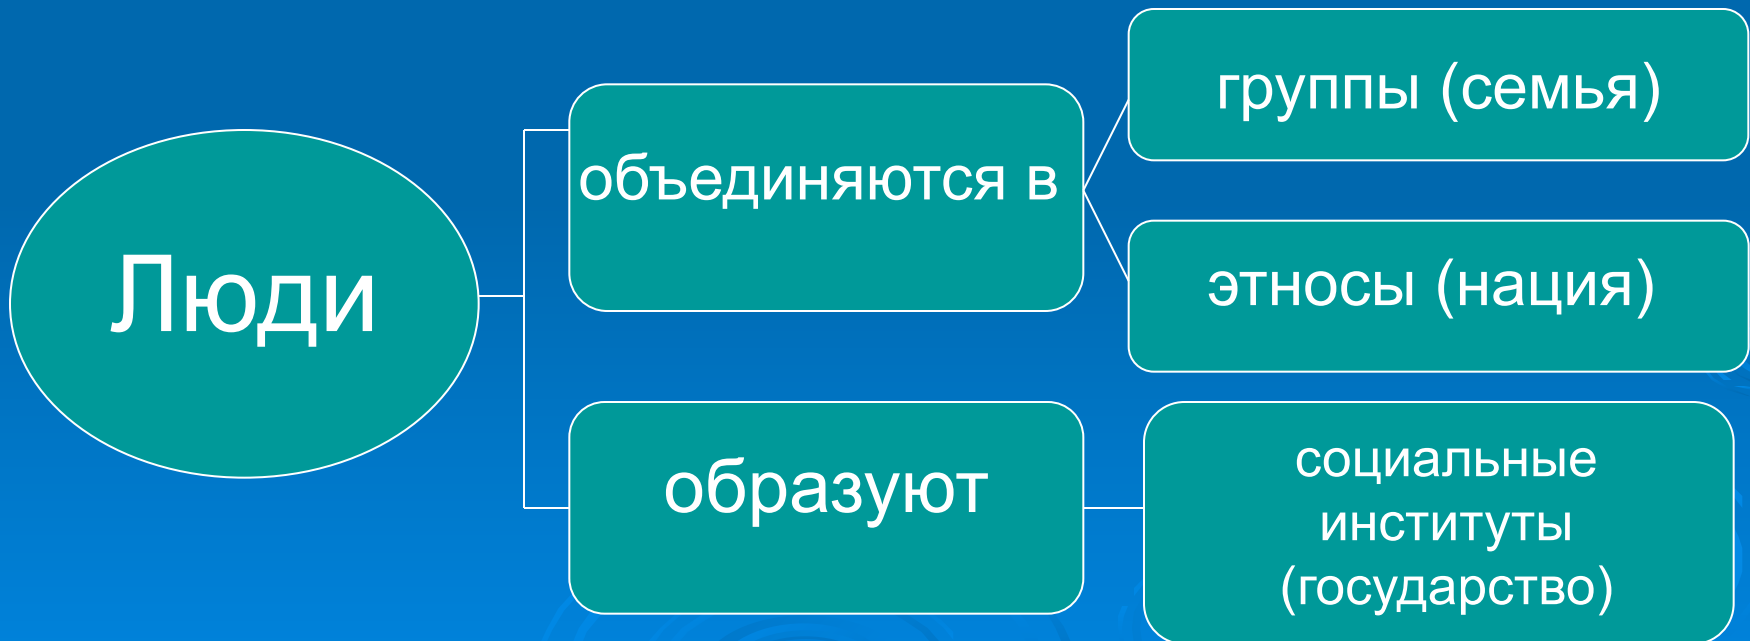 Люди
объединяются в
группы (семья)
этносы (нация)
образуют
социальные
институты
(государство)